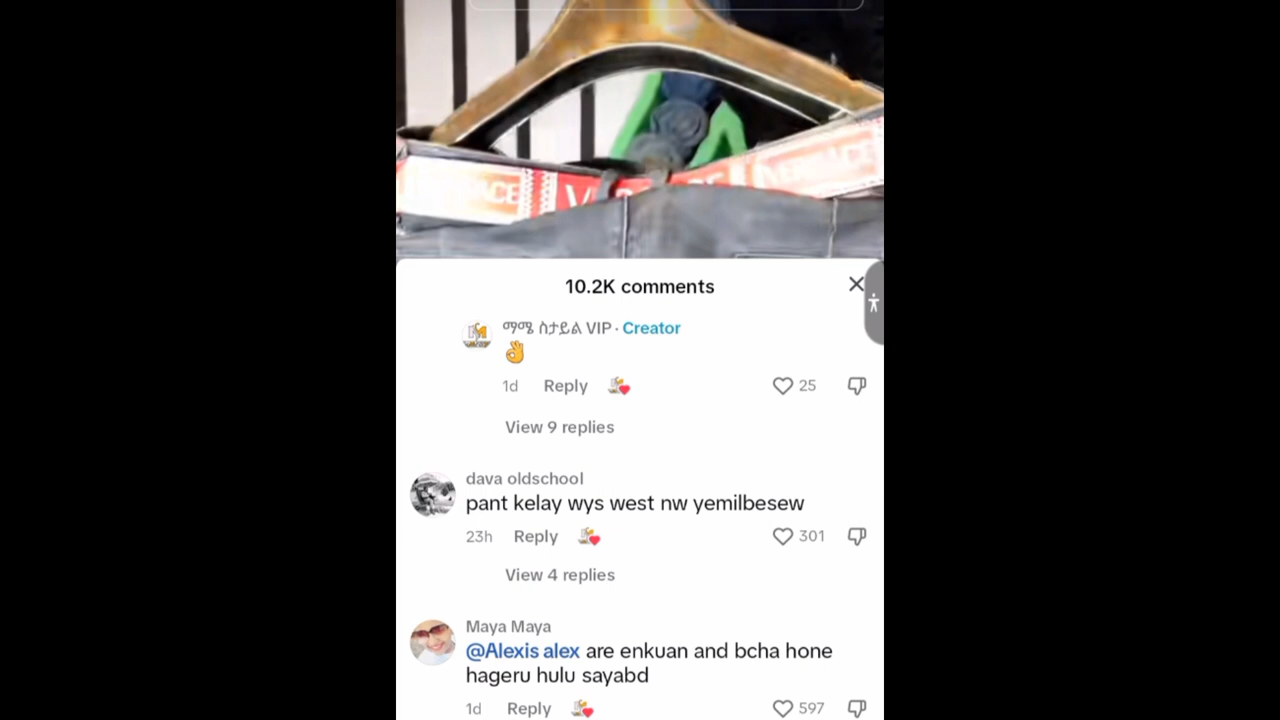 VERSACE
10.2K comments
ማሜ ስታይል VIP · Creator
👌
1d Reply 25
View 9 replies
dava oldschool
pant kelay wys west nw yemilbesew
23h Reply 301
View 4 replies
Maya Maya
@Alexis alex are enkuan and bcha hone
hageru hulu sayabd
1d Reply 597